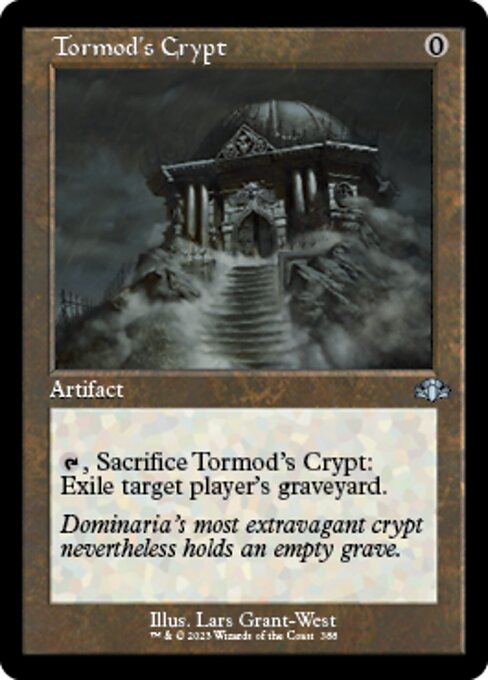 Tormod's Crypt 0
Artifact
, Sacrifice Tormod's Crypt:
Exile target player's graveyard.
Dominaria's most extravagant crypt
nevertheless holds an empty grave.
Illus. Lars Grant-West
™ & © 2023 Wizards of the Coast 388